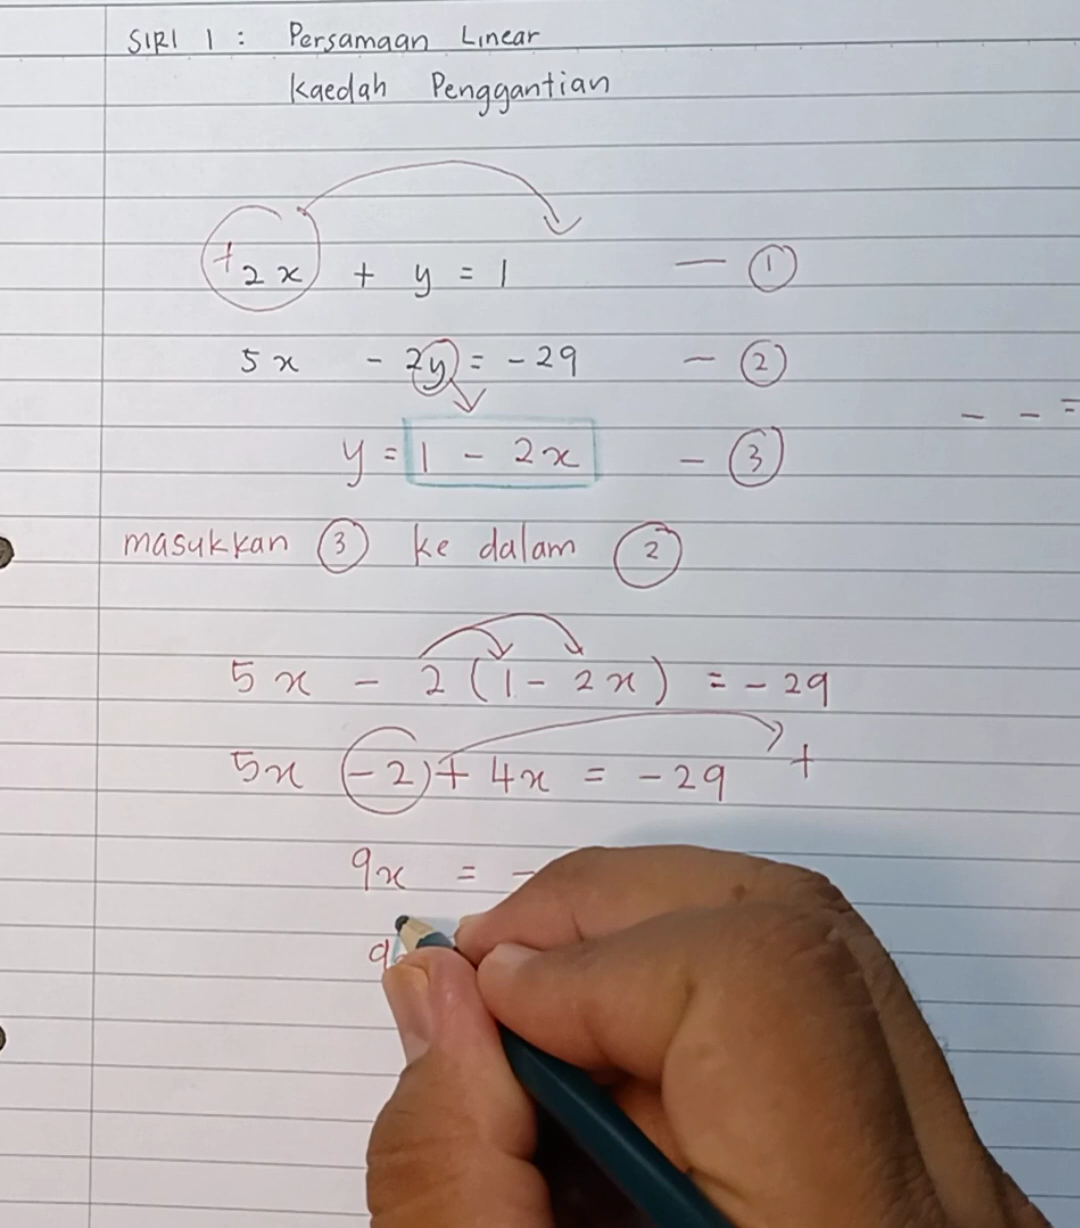 SIRI 1 : Persamaan Linear
Kaedah Penggantian
+2x + y = 1 — ①
5x - 2y = -29 — ②
- - =
y = 1 - 2x - ③
masukkan ③ ke dalam ②
5x - 2(1 - 2x) = -29
5x - 2 + 4x = -29 +
9x = -
9